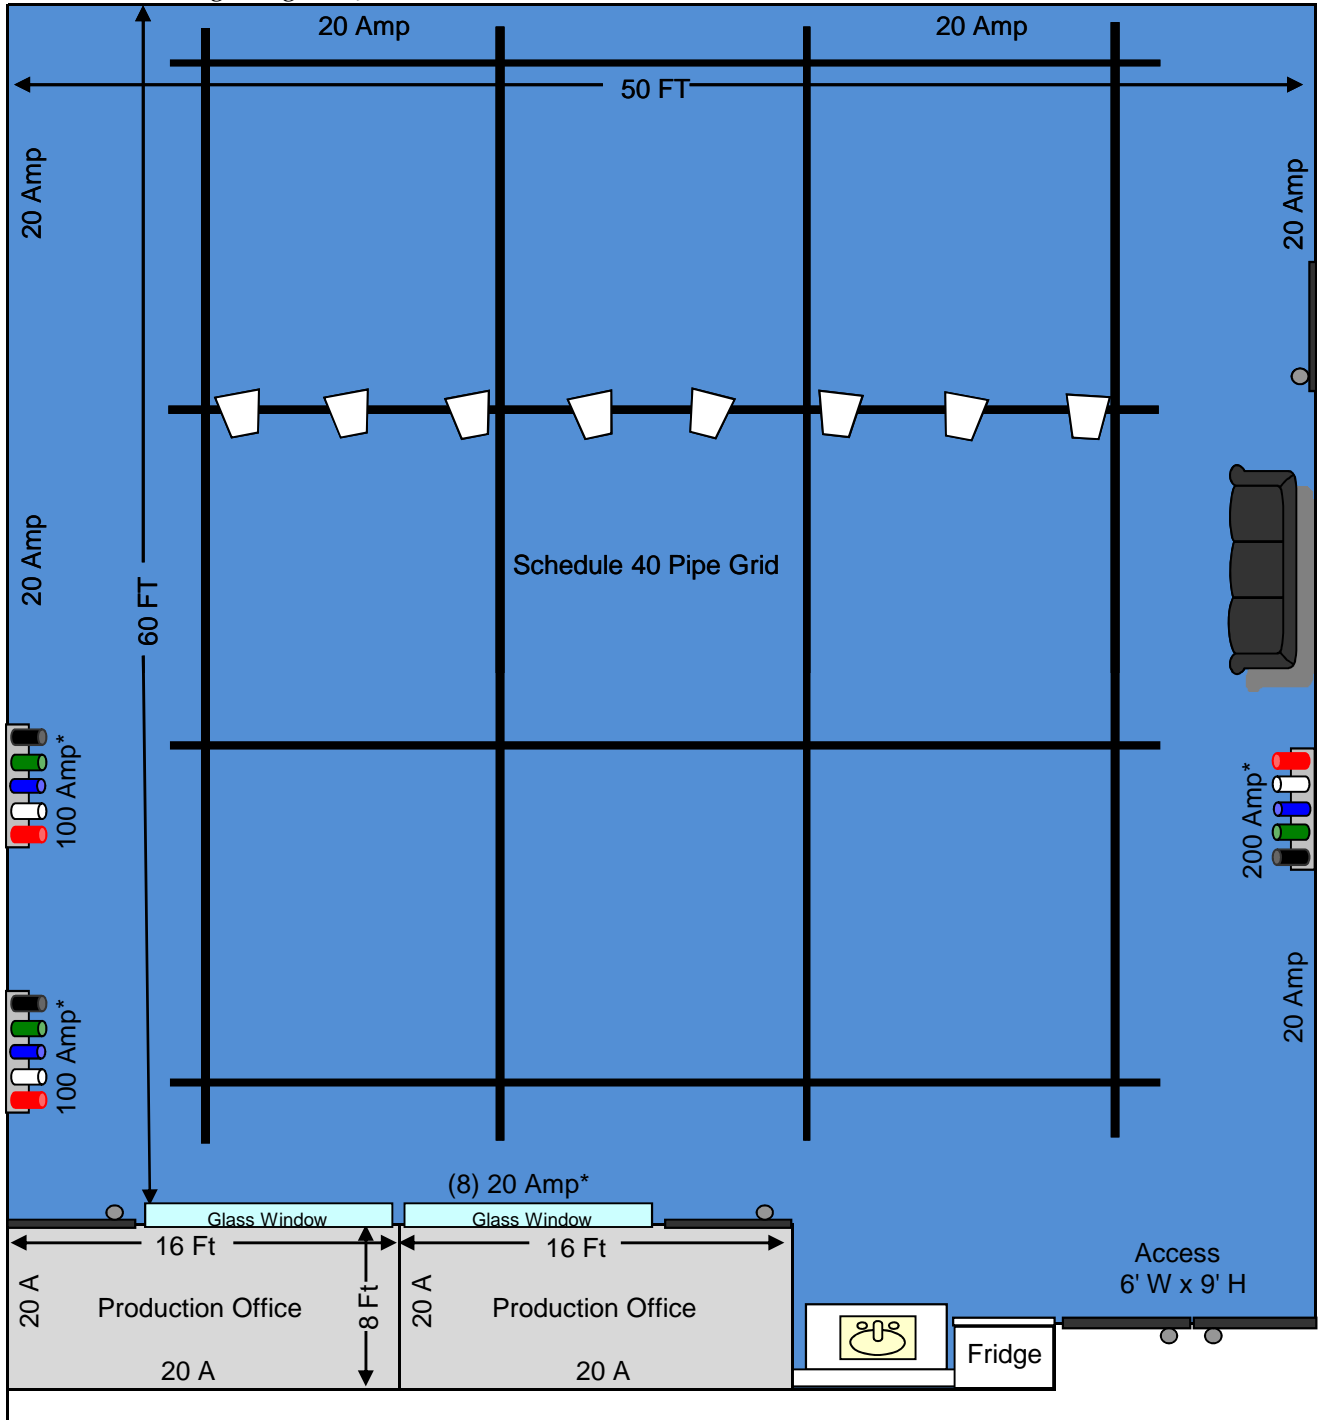 20 Amp
20 Amp
50 FT
20 Amp
20 Amp
20 Amp
Schedule 40 Pipe Grid
60 FT
100 Amp*
200 Amp*
100 Amp*
20 Amp
(8) 20 Amp*
Glass Window
Glass Window
16 Ft
16 Ft
Access
6' W x 9' H
20 A
Production Office
8 Ft
20 A
Production Office
Fridge
20 A
20 A